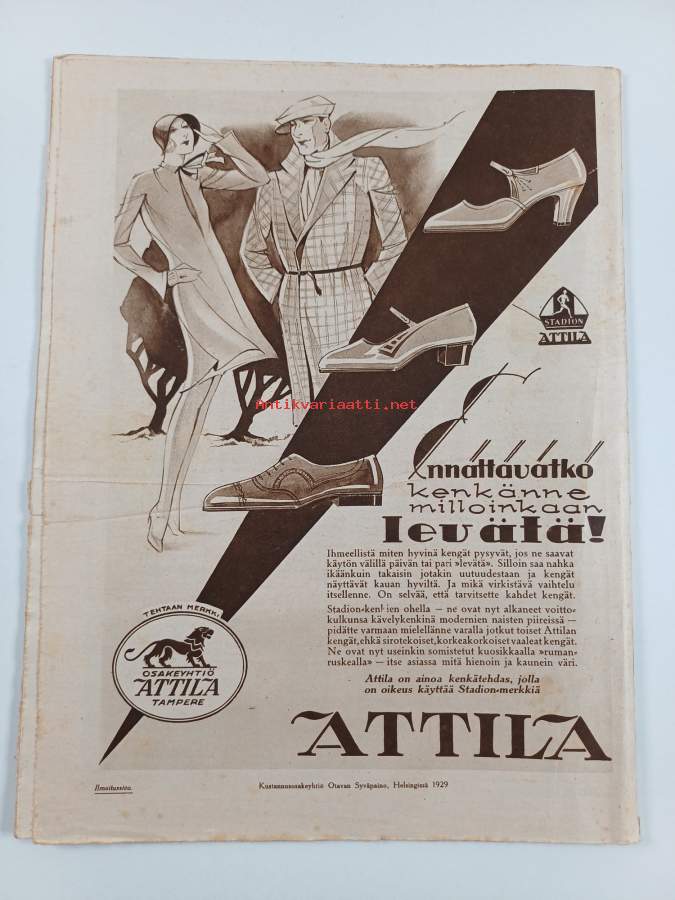 STADION
ATTILA
Antikvariaatti.net
Ennättävätkö
kenkänne
milloinkaan
levätä!
Ihmeellistä miten hyvinä kengät pysyvät, jos ne saavat
käytön välillä päivän tai pari »levätä». Silloin saa nahka
ikäänkuin takaisin jotakin uutuudestaan ja kengät
näyttävät kauan hyviltä. Ja mikä virkistävä vaihtelu
itsellenne. On selvää, että tarvitsette kahdet kengät.
Stadion-kenkien ohella — ne ovat nyt alkaneet voitto-
kulkunsa kävelykenkinä modernien naisten piireissä —
pidätte varmaan mielellänne varalla jotkut toiset Attilan
kengät, ehkä sirotekoiset, korkeakorkoiset vaaleat kengät.
Ne ovat nyt useinkin somistetut kuosikkaalla »ruman-
ruskealla» — itse asiassa mitä hienoin ja kaunein väri.
Attila on ainoa kenkätehdas, jolla
on oikeus käyttää Stadion-merkkiä
TEHTAAN MERKKI
OSAKEYHTIÖ
ATTILA
TAMPERE
ATTILA
Ilmoitussivu.
Kustannusosakeyhtiö Otavan Syväpaino, Helsingissä 1929